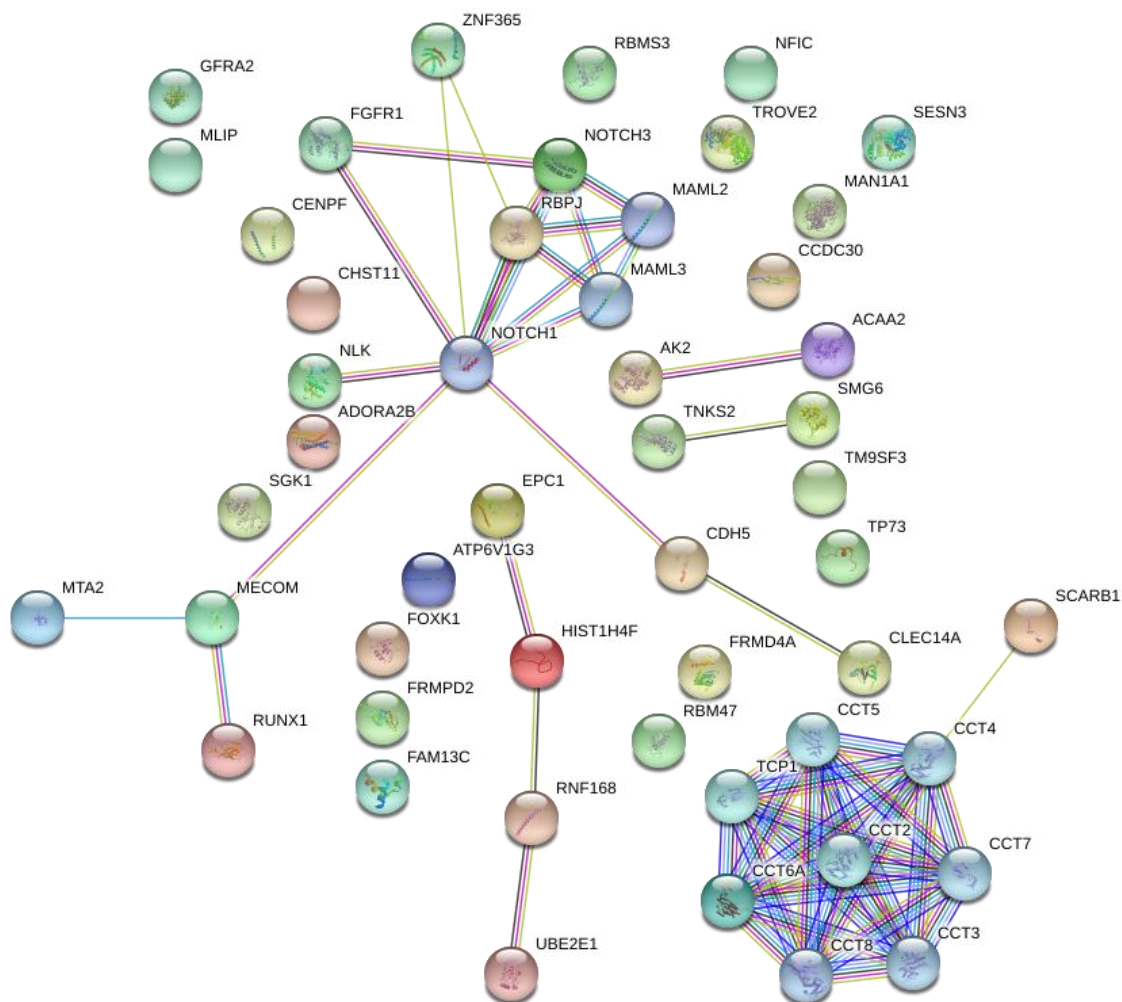 ZNF365
RBMS3
NFIC
GFRA2
FGFR1
NOTCH3
TROVE2
SESN3
MLIP
MAN1A1
RBPJ
MAML2
CENPF
CCDC30
MAML3
CHST11
NOTCH1
ACAA2
AK2
NLK
SMG6
ADORA2B
TNKS2
TM9SF3
SGK1
EPC1
TP73
ATP6V1G3
CDH5
MTA2
MECOM
SCARB1
FOXK1
HIST1H4F
FRMD4A
CLEC14A
FRMPD2
RBM47
CCT5
RUNX1
CCT4
FAM13C
TCP1
RNF168
CCT2
CCT7
CCT6A
CCT3
UBE2E1
CCT8